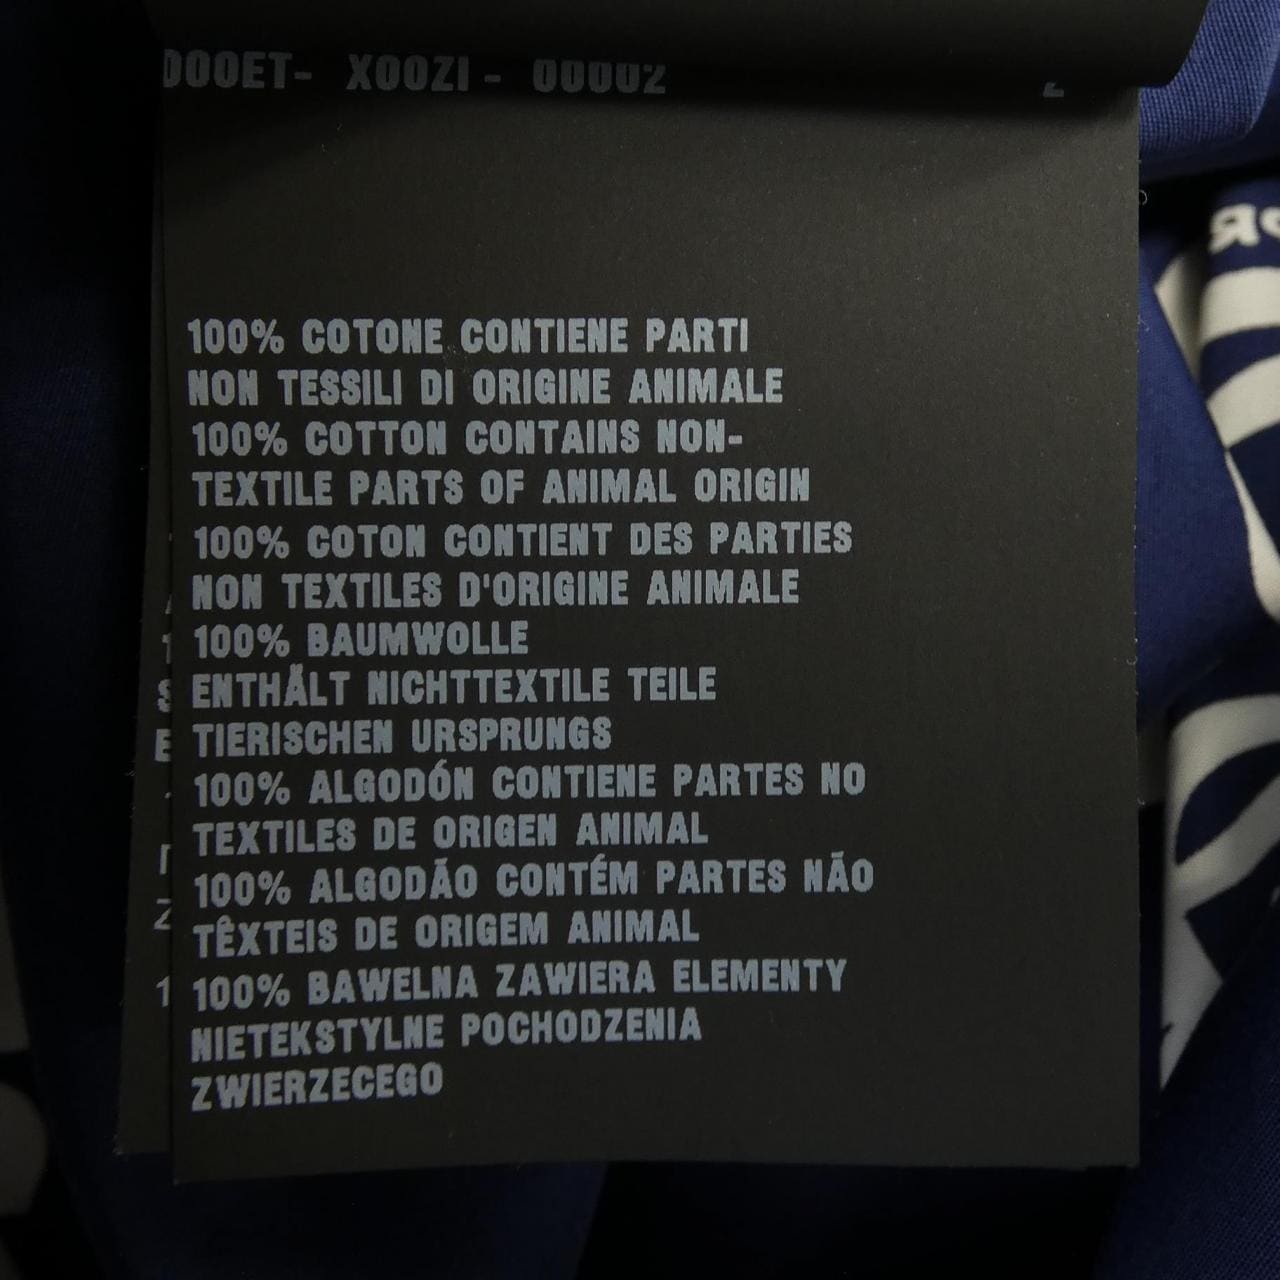 000ET- X00ZI - 00002
100% COTONE CONTIENE PARTI
NON TESSILI DI ORIGINE ANIMALE
100% COTTON CONTAINS NON-
TEXTILE PARTS OF ANIMAL ORIGIN
100% COTON CONTIENT DES PARTIES
NON TEXTILES D'ORIGINE ANIMALE
100% BAUMWOLLE
ENTHÄLT NICHTTEXTILE TEILE
TIERISCHEN URSPRUNGS
100% ALGODÓN CONTIENE PARTES NO
TEXTILES DE ORIGEN ANIMAL
100% ALGODÃO CONTÉM PARTES NÃO
TÊXTEIS DE ORIGEM ANIMAL
100% BAWELNA ZAWIERA ELEMENTY
NIETEKSTYLNE POCHODZENIA
ZWIERZECEGO